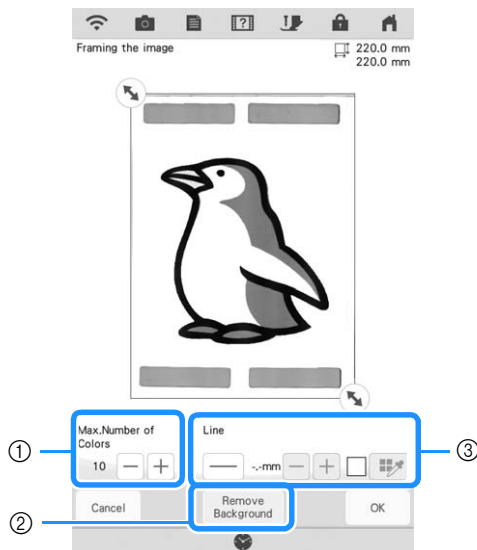 Framing the image
220.0 mm
220.0 mm
Max.Number of
Colors
Line
10 − +
-.-mm − +
Cancel
Remove
Background
OK
①
②
③